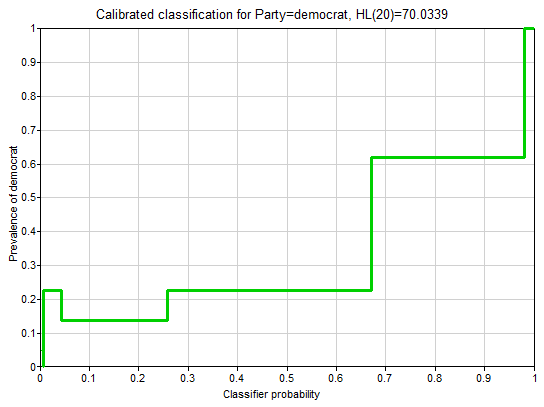 Calibrated classification for Party=democrat, HL(20)=70.0339
Prevalence of democrat
1
0.9
0.8
0.7
0.6
0.5
0.4
0.3
0.2
0.1
0
0 0.1 0.2 0.3 0.4 0.5 0.6 0.7 0.8 0.9 1
Classifier probability